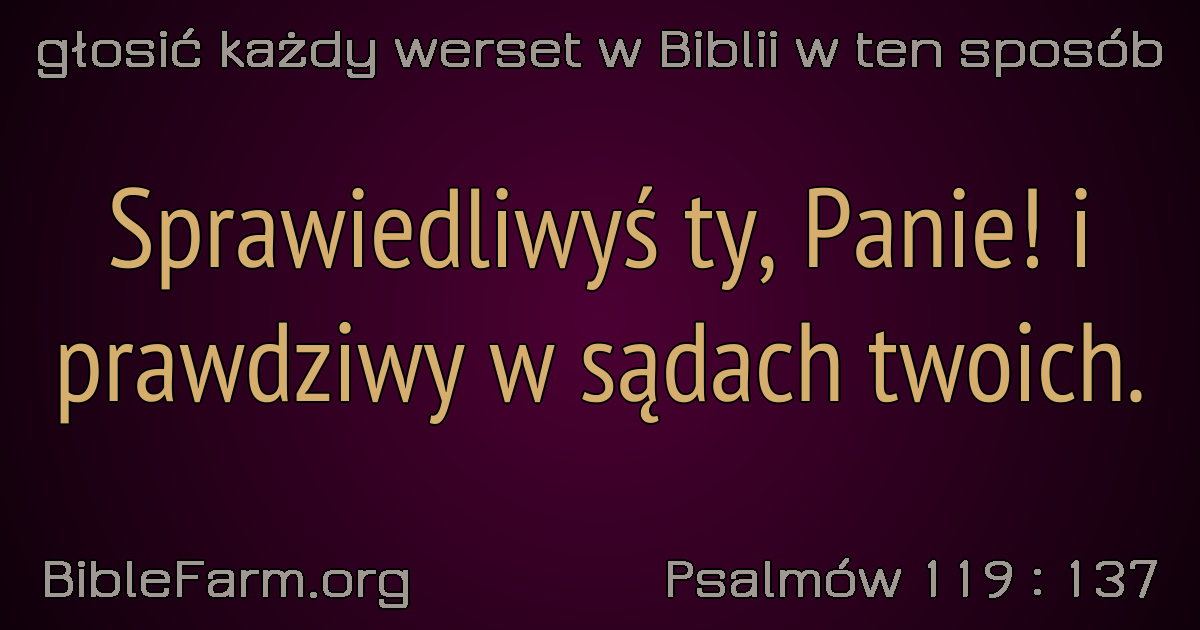 głosić każdy werset w Biblii w ten sposób
Sprawiedliwyś ty, Panie! i
prawdziwy w sądach twoich.
BibleFarm.org
Psalmów 119 : 137